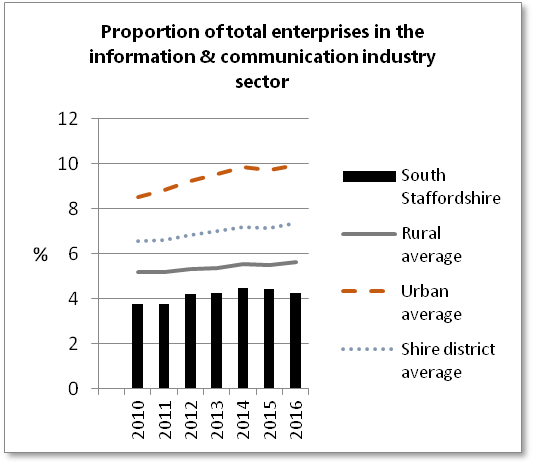 Proportion of total enterprises in the
information & communication industry
sector
12
10
8
6
4
2
0
%
2010
2011
2012
2013
2014
2015
2016
South
Staffordshire
Rural
average
Urban
average
Shire district
average